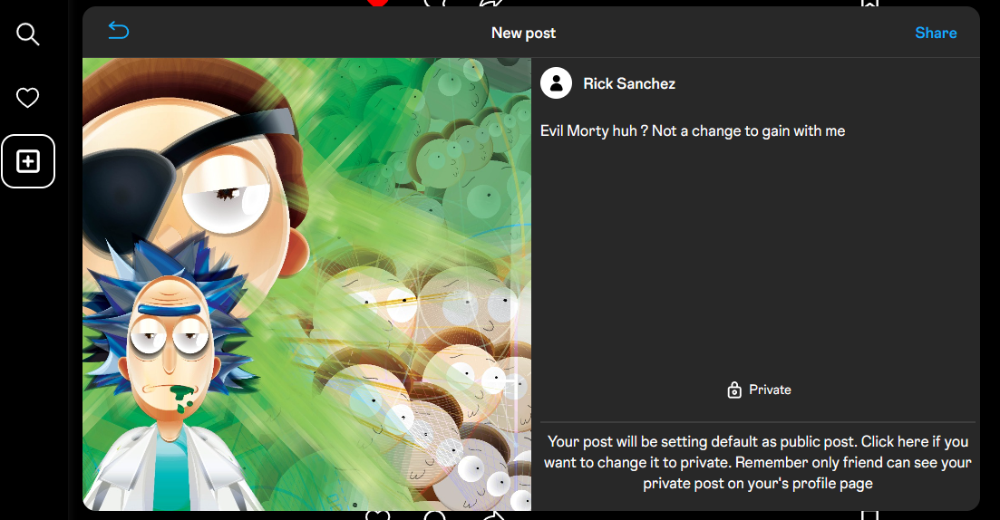 New post
Share
Rick Sanchez
Evil Morty huh ? Not a change to gain with me
Private
Your post will be setting default as public post. Click here if you
want to change it to private. Remember only friend can see your
private post on your's profile page